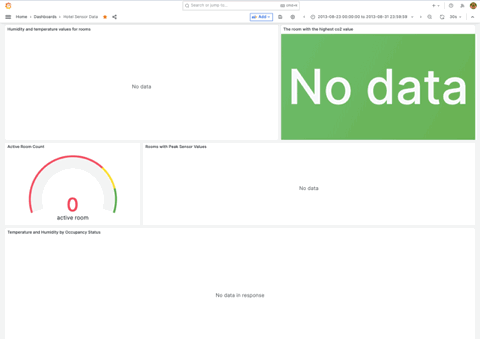 Search or jump to...
cmd+k
Home > Dashboards > Hotel Sensor Data
Add
2013-08-23 00:00:00 to 2013-08-31 23:59:59
30s
Humidity and temperature values for rooms
No data
The room with the highest co2 value
No data
Active Room Count
0
active room
Rooms with Peak Sensor Values
No data
Temperature and Humidity by Occupancy Status
No data in response